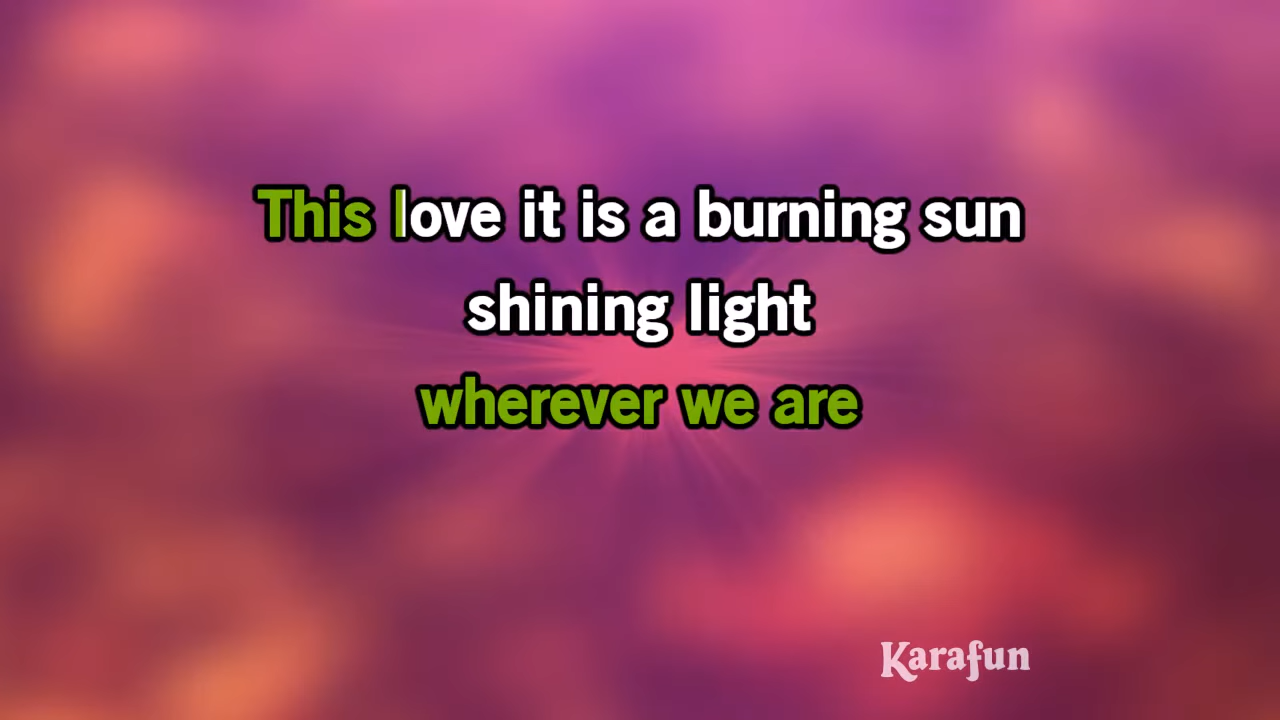 This love it is a burning sun
shining light
wherever we are
Karafun